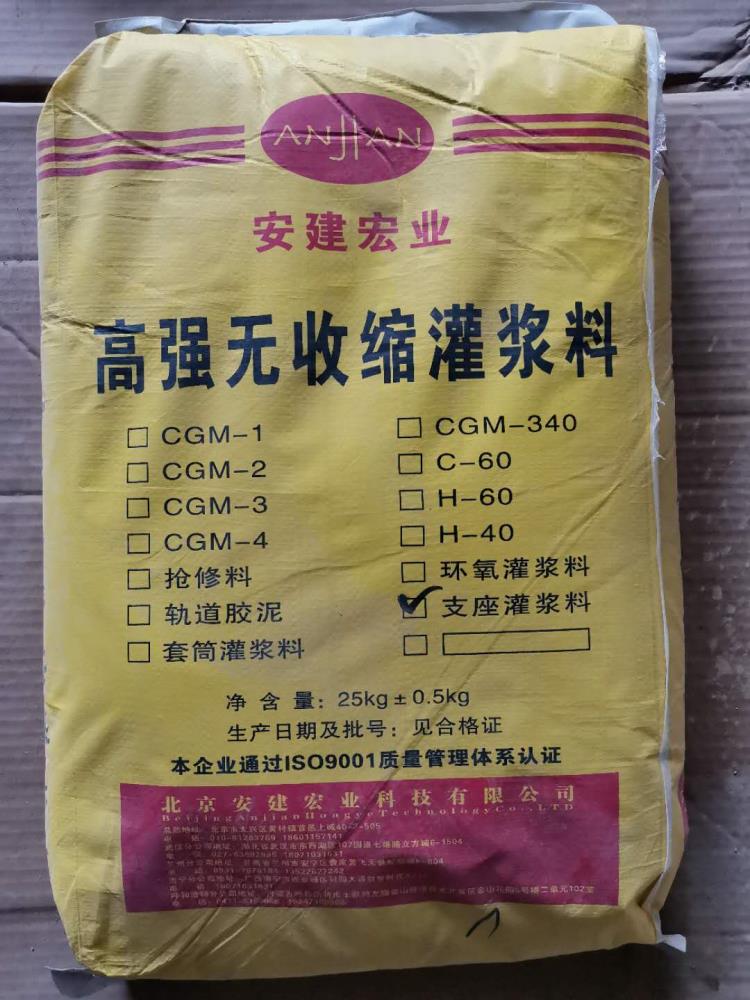 ANJIAN
安建宏业
高强无收缩灌浆料
CGM-1
CGM-2
CGM-3
CGM-4
抢修料
轨道胶泥
套筒灌浆料
CGM-340
C-60
H-60
H-40
环氧灌浆料
支座灌浆料
净含量：25kg±0.5kg
生产日期及批号：见合格证
本企业通过ISO9001质量管理体系认证
北京安建宏业科技有限公司
BeijingAnjianHongyeTechnologyCo.,LTD